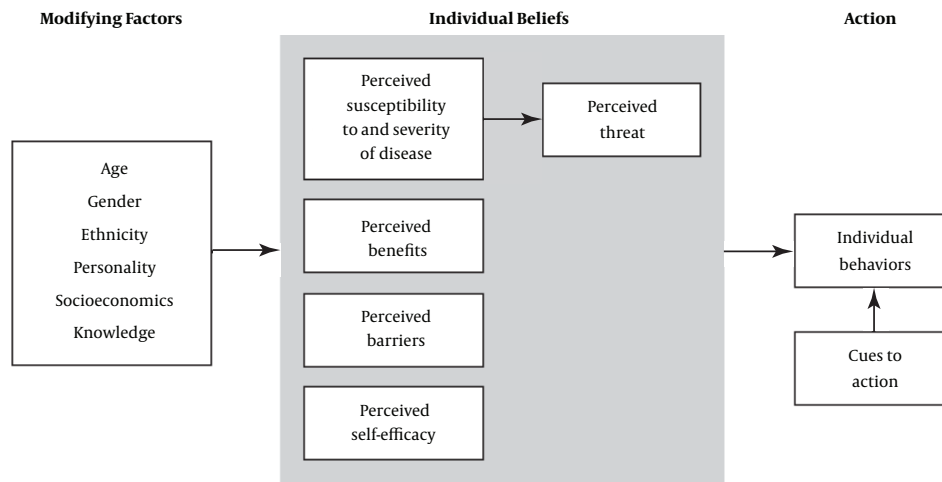 Modifying Factors
Individual Beliefs
Action
Age
Gender
Ethnicity
Personality
Socioeconomics
Knowledge
Perceived
susceptibility
to and severity
of disease
Perceived
threat
Perceived
benefits
Perceived
barriers
Perceived
self-efficacy
Individual
behaviors
Cues to
action